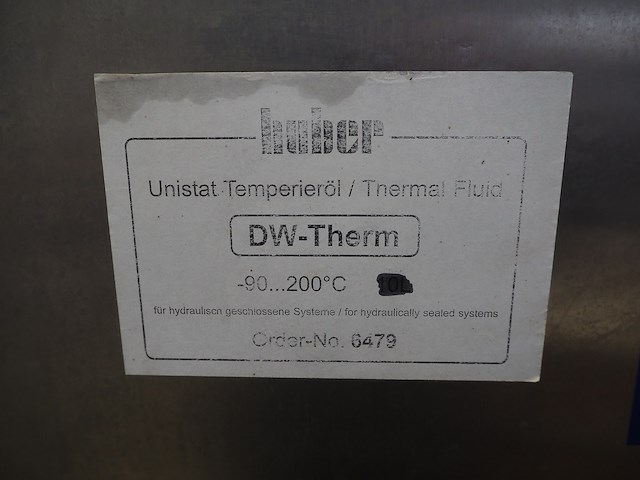 huber
Unistat Temperieröl / Thermal Fluid
DW-Therm
-90...200°C 10L
für hydraulisch geschlossene Systeme / for hydraulically sealed systems
Order-No. 6479